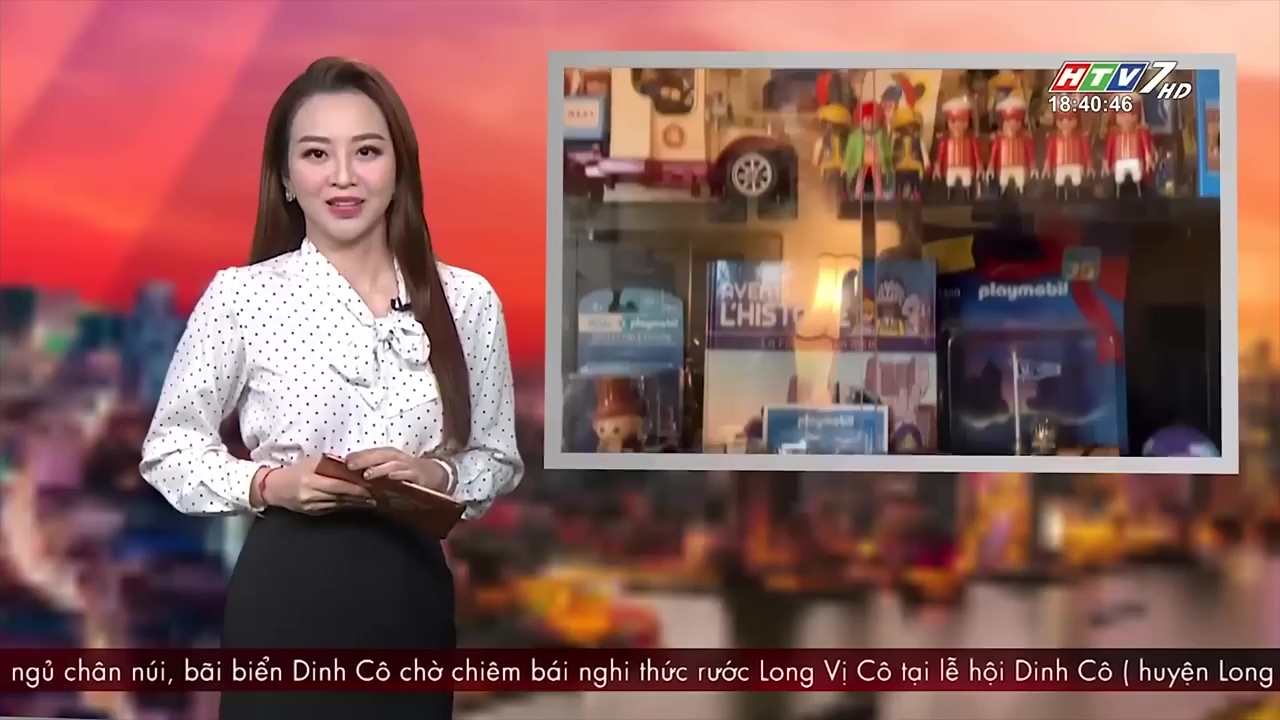 HTV7 HD
18:40:46
L'HISTOIRE
playmobil
playmobil
playmobil
ngủ chân núi, bãi biển Dinh Cô chờ chiêm bái nghi thức rước Long Vị Cô tại lễ hội Dinh Cô ( huyện Long